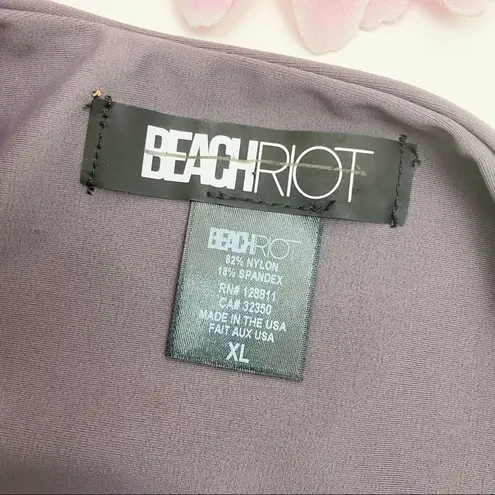 BEACHRIOT
BEACHRIOT
82% NYLON
18% SPANDEX
RN# 128811
CA# 32350
MADE IN THE USA
FAIT AUX USA
XL